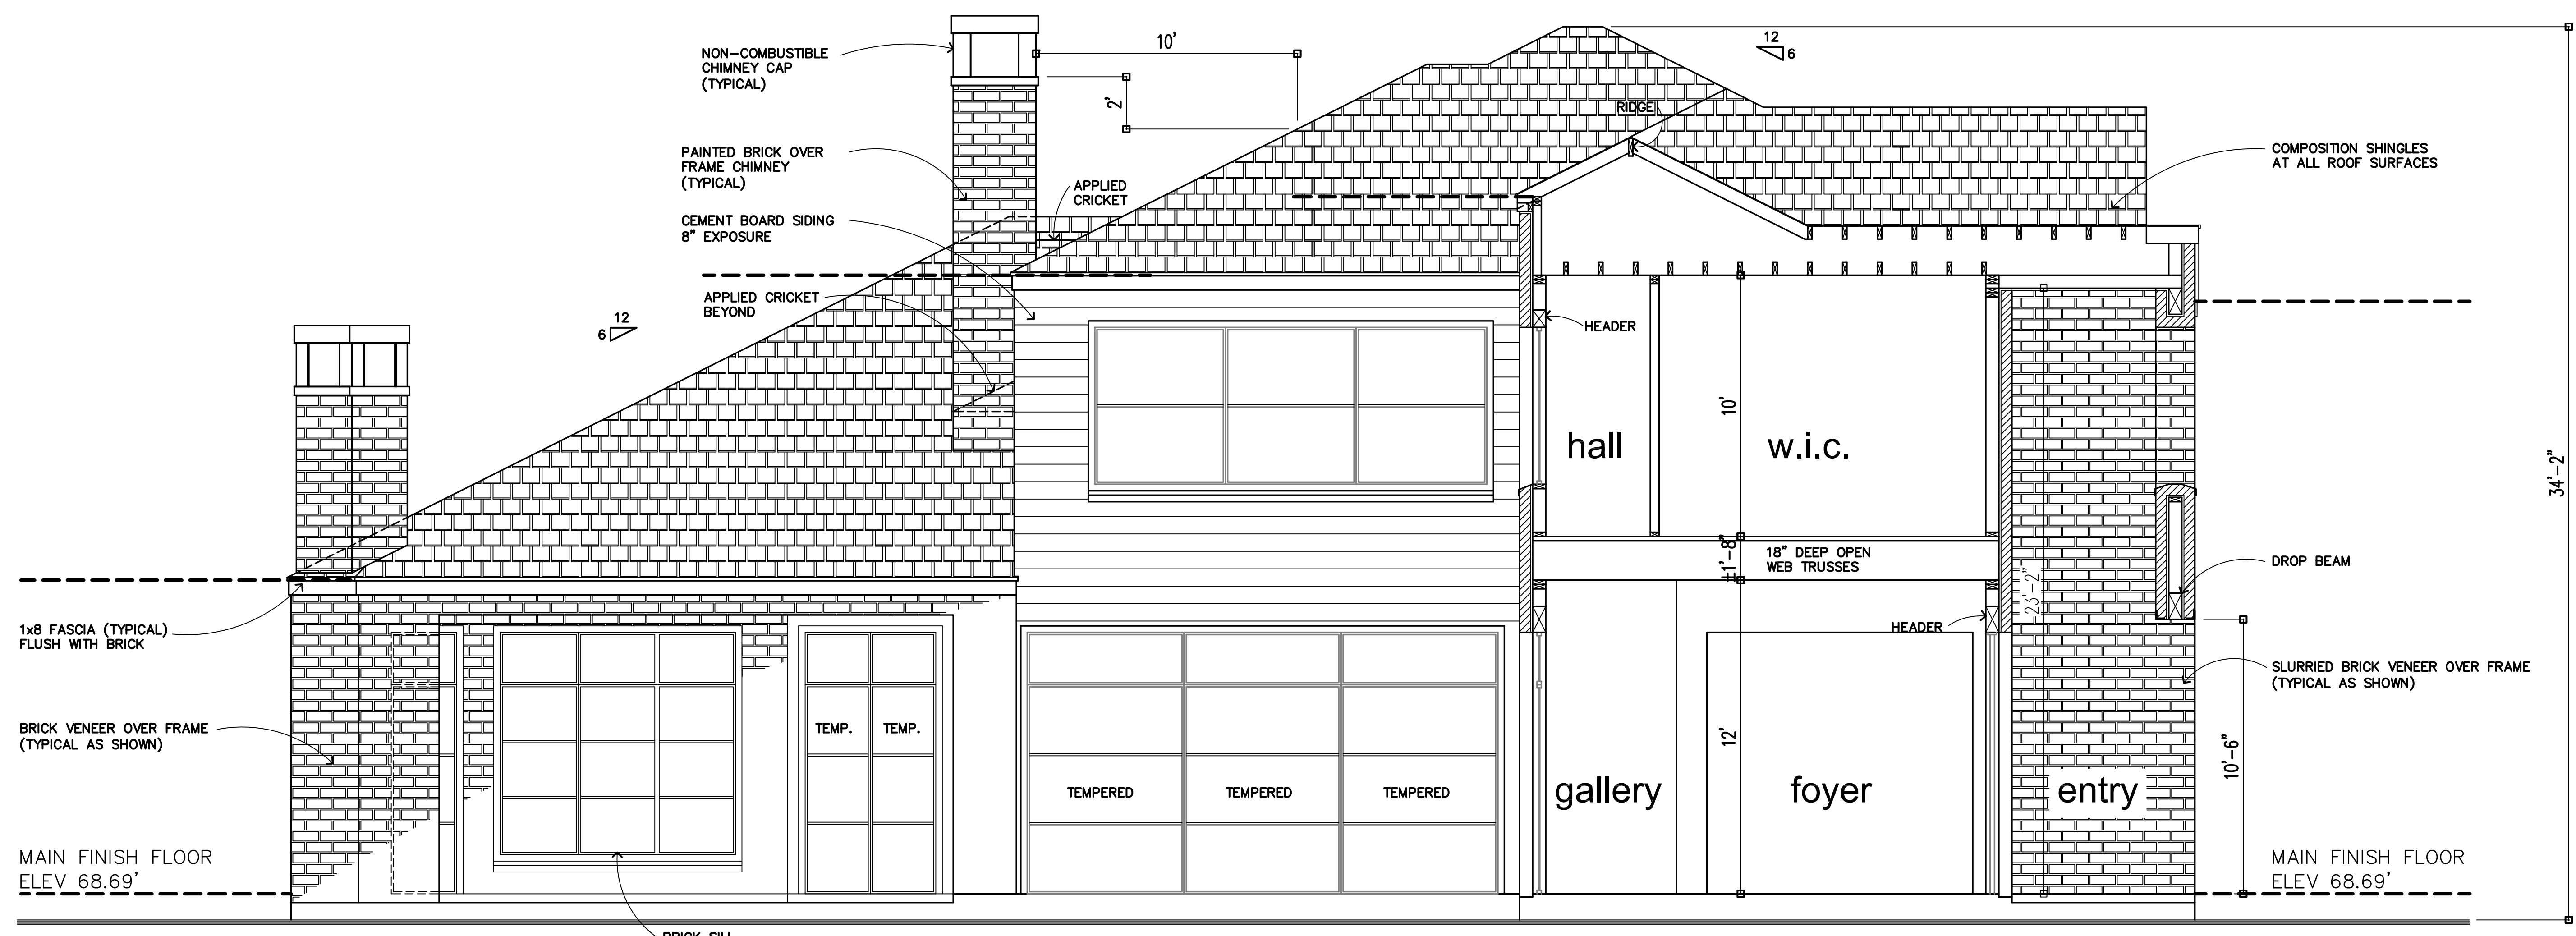 NON-COMBUSTIBLE
CHIMNEY CAP
(TYPICAL)
10'
2'
12
6
RIDGE
PAINTED BRICK OVER
FRAME CHIMNEY
(TYPICAL)
APPLIED
CRICKET
COMPOSITION SHINGLES
AT ALL ROOF SURFACES
CEMENT BOARD SIDING
8" EXPOSURE
APPLIED CRICKET
BEYOND
12
6
HEADER
10'
hall
w.i.c.
34'-2"
±1'-8"
18" DEEP OPEN
WEB TRUSSES
23'-2"
DROP BEAM
1x8 FASCIA (TYPICAL)
FLUSH WITH BRICK
HEADER
SLURRIED BRICK VENEER OVER FRAME
(TYPICAL AS SHOWN)
BRICK VENEER OVER FRAME
(TYPICAL AS SHOWN)
TEMP.
TEMP.
12'
10'-6"
TEMPERED
TEMPERED
TEMPERED
gallery
foyer
entry
MAIN FINISH FLOOR
ELEV 68.69'
MAIN FINISH FLOOR
ELEV 68.69'
BRICK SILL